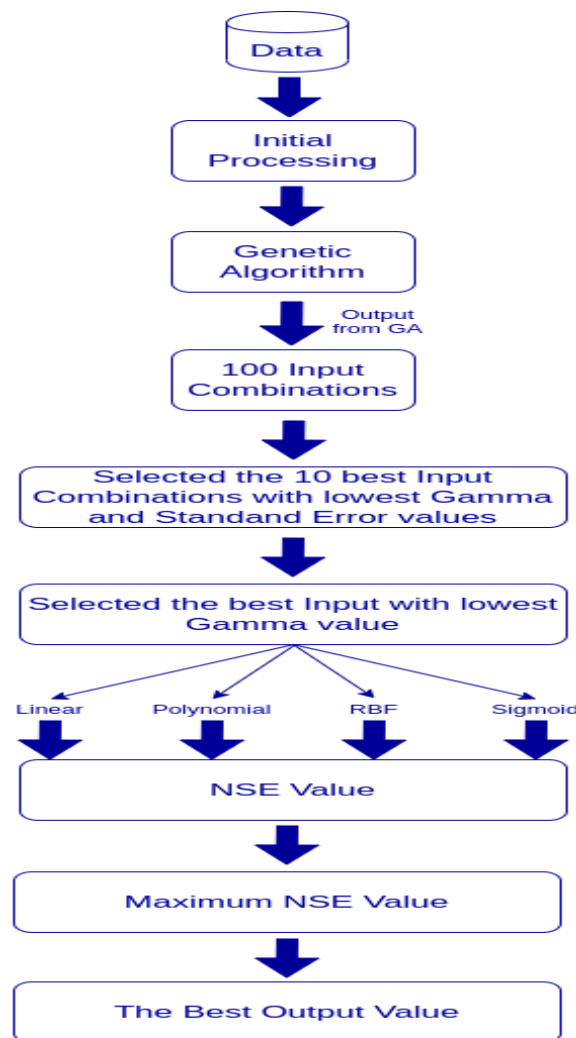 Data
Initial
Processing
Genetic
Algorithm
Output
from GA
100 Input
Combinations
Selected the 10 best Input
Combinations with lowest Gamma
and Standand Error values
Selected the best Input with lowest
Gamma value
Linear
Polynomial
RBF
Sigmoid
NSE Value
Maximum NSE Value
The Best Output Value